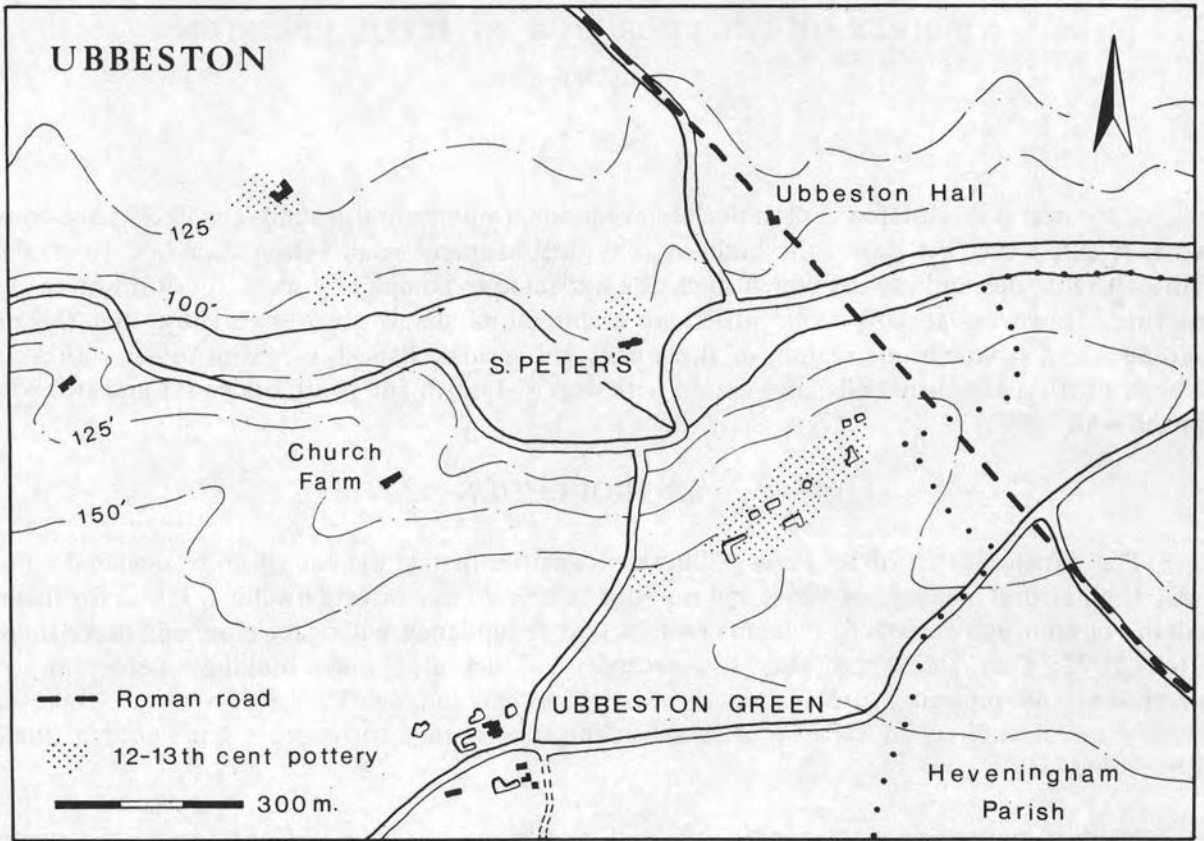 UBBESTON
Ubbeston Hall
125'
100'
S.PETERS
125'
Church
Farm
150'
UBBESTON GREEN
Roman road
12-13th cent pottery
300 m.
Heveningham
Parish